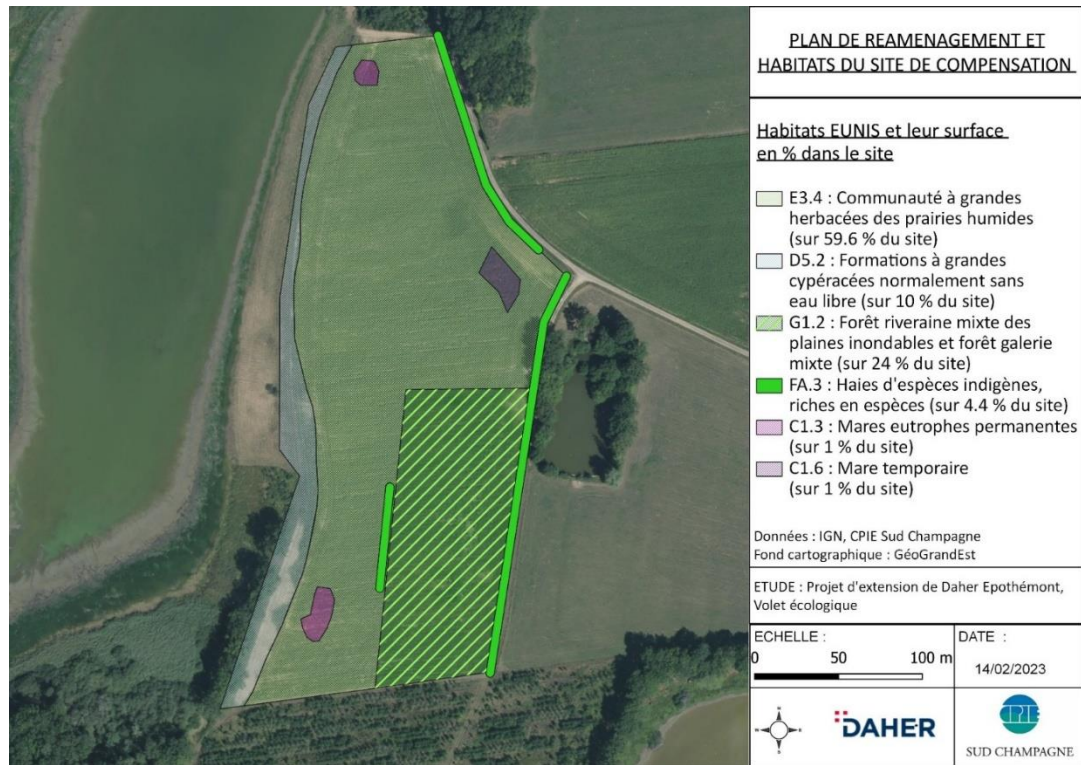 PLAN DE REAMENAGEMENT ET
HABITATS DU SITE DE COMPENSATION
Habitats EUNIS et leur surface
en % dans le site
E3.4 : Communauté à grandes
herbacées des prairies humides
(sur 59.6 % du site)
D5.2 : Formations à grandes
cypéracées normalement sans
eau libre (sur 10 % du site)
G1.2 : Forêt riveraine mixte des
plaines inondables et forêt galerie
mixte (sur 24 % du site)
FA.3 : Haies d'espèces indigènes,
riches en espèces (sur 4.4 % du site)
C1.3 : Mares eutrophes permanentes
(sur 1 % du site)
C1.6 : Mare temporaire
(sur 1 % du site)
Données : IGN, CPIE Sud Champagne
Fond cartographique : GéoGrandEst
ETUDE : Projet d'extension de Daher Epothémont,
Volet écologique
ECHELLE :
0 50 100 m
DATE :
14/02/2023
DAHER
CPIE
SUD CHAMPAGNE